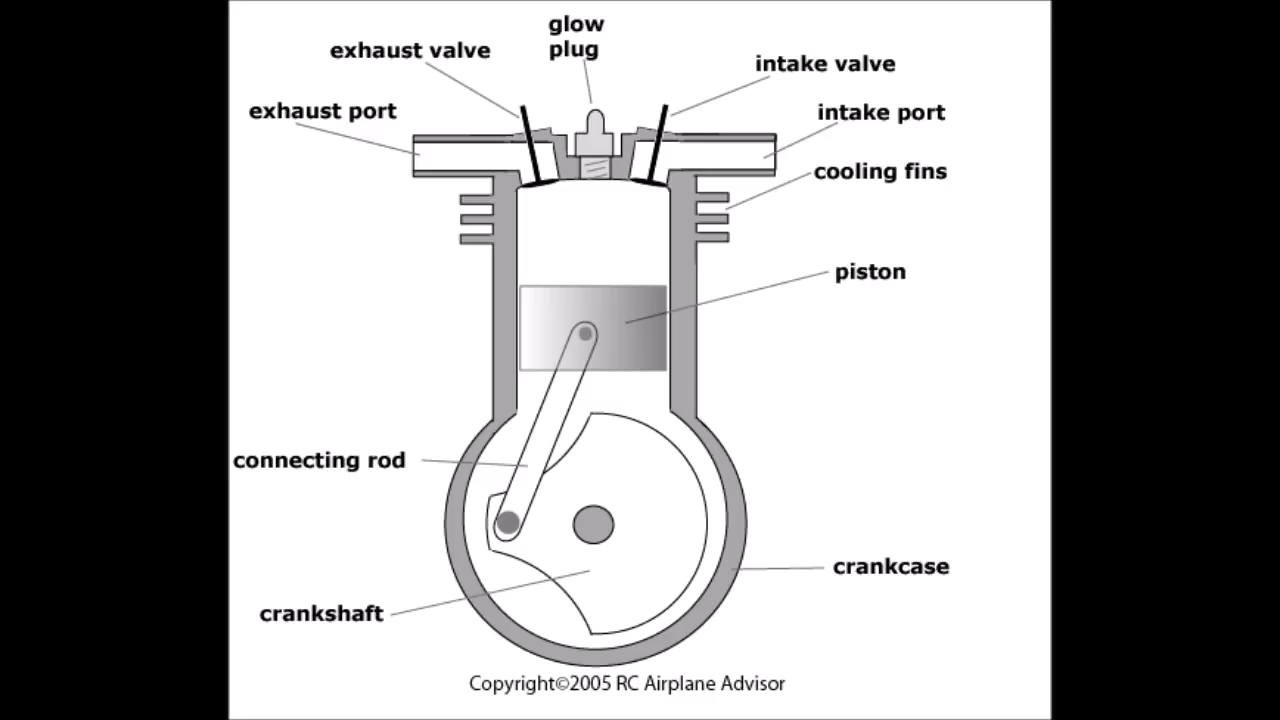 glow
plug
exhaust valve
intake valve
exhaust port
intake port
cooling fins
piston
connecting rod
crankcase
crankshaft
Copyright©2005 RC Airplane Advisor